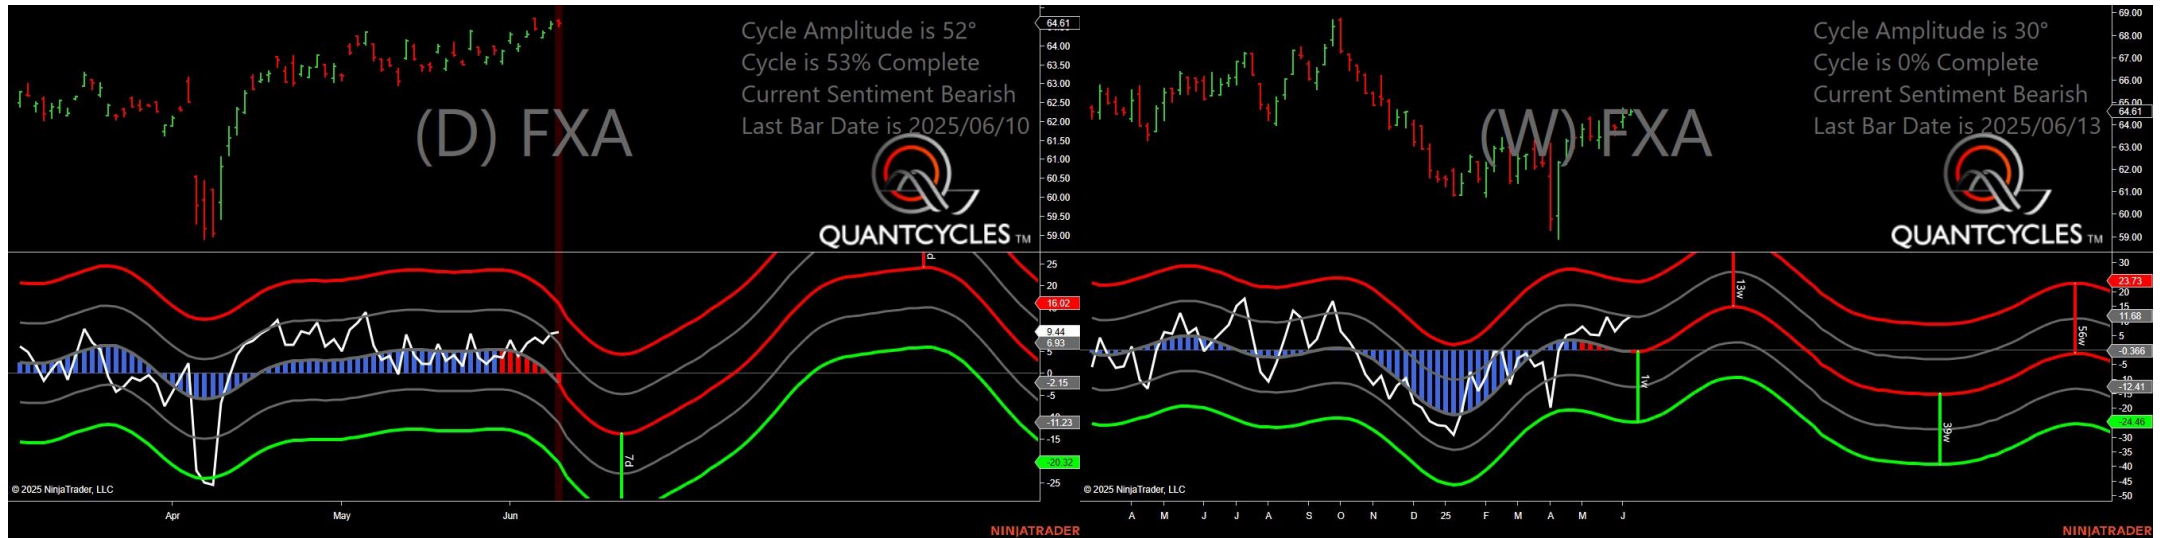 Cycle Amplitude is 52°
Cycle is 53% Complete
Current Sentiment Bearish
Last Bar Date is 2025/06/10
(D) FXA
QUANTCYCLES TM
64.61
64.00
63.50
63.00
62.50
62.00
61.50
61.00
60.50
60.00
59.50
59.00
d
25
20
16.02
9.44
6.93
5
0
-2.15
-5
-11.23
-15
-20.32
-25
7d
© 2025 NinjaTrader, LLC
Apr May Jun
NINJATRADER
Cycle Amplitude is 30°
Cycle is 0% Complete
Current Sentiment Bearish
Last Bar Date is 2025/06/13
(W) FXA
QUANTCYCLES TM
69.00
68.00
67.00
66.00
65.00
64.61
64.00
63.00
62.00
61.00
60.00
59.00
30
23.73
20
15
11.68
5
-0.366
-5
-12.41
-15
-20
-24.46
-30
-35
-40
-45
-50
13w
56w
1w
39w
© 2025 NinjaTrader, LLC
A M J J A S O N D 25 F M A M J
NINJATRADER